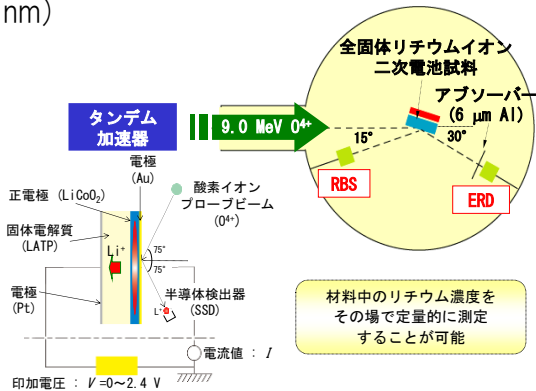 nm)
全固体リチウムイオン
二次電池試料
アブソーバー
(6 μm Al)
タンデム
加速器
9.0 MeV O4+
15°
30°
RBS
ERD
電極
(Au)
正電極(LiCoO₂)
酸素イオン
プローブビーム
(O⁴⁺)
固体電解質
(LATP)
Li⁺
75°
75°
電極
(Pt)
L⁺
半導体検出器
(SSD)
電流値 : I
印加電圧 : V =0～2.4 V
材料中のリチウム濃度を
その場で定量的に測定
することが可能